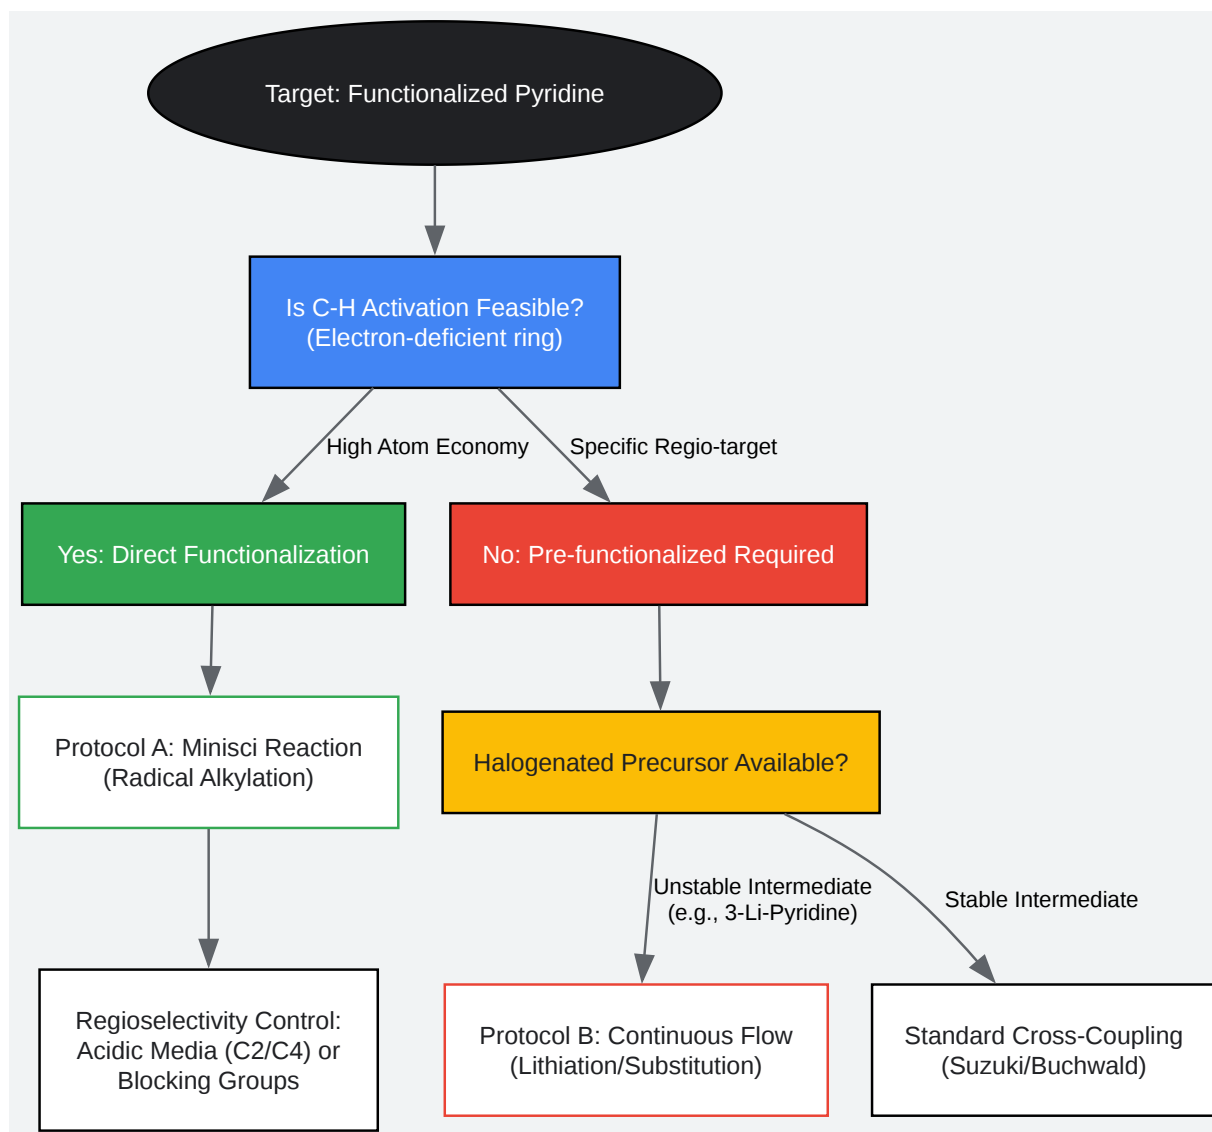 Target: Functionalized Pyridine
Is C-H Activation Feasible?
(Electron-deficient ring)
High Atom Economy
Specific Regio-target
Yes: Direct Functionalization
No: Pre-functionalized Required
Protocol A: Minisci Reaction
(Radical Alkylation)
Halogenated Precursor Available?
Unstable Intermediate
(e.g., 3-Li-Pyridine)
Stable Intermediate
Regioselectivity Control:
Acidic Media (C2/C4) or
Blocking Groups
Protocol B: Continuous Flow
(Lithiation/Substitution)
Standard Cross-Coupling
(Suzuki/Buchwald)